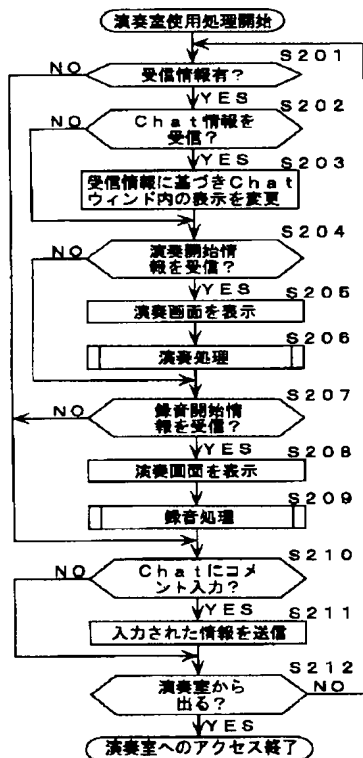 演奏室使用処理開始
S201
NO
受信情報有?
YES
S202
NO
Chat情報を
受信?
YES
S203
受信情報に基づきChat
ウィンド内の表示を変更
S204
NO
演奏開始情
報を受信?
YES
S205
演奏画面を表示
S206
演奏処理
S207
NO
録音開始情
報を受信?
YES
S208
演奏画面を表示
S209
録音処理
S210
NO
Chatにコメ
ント入力?
YES
S211
入力された情報を送信
S212
演奏室から
出る?
NO
YES
演奏室へのアクセス終了